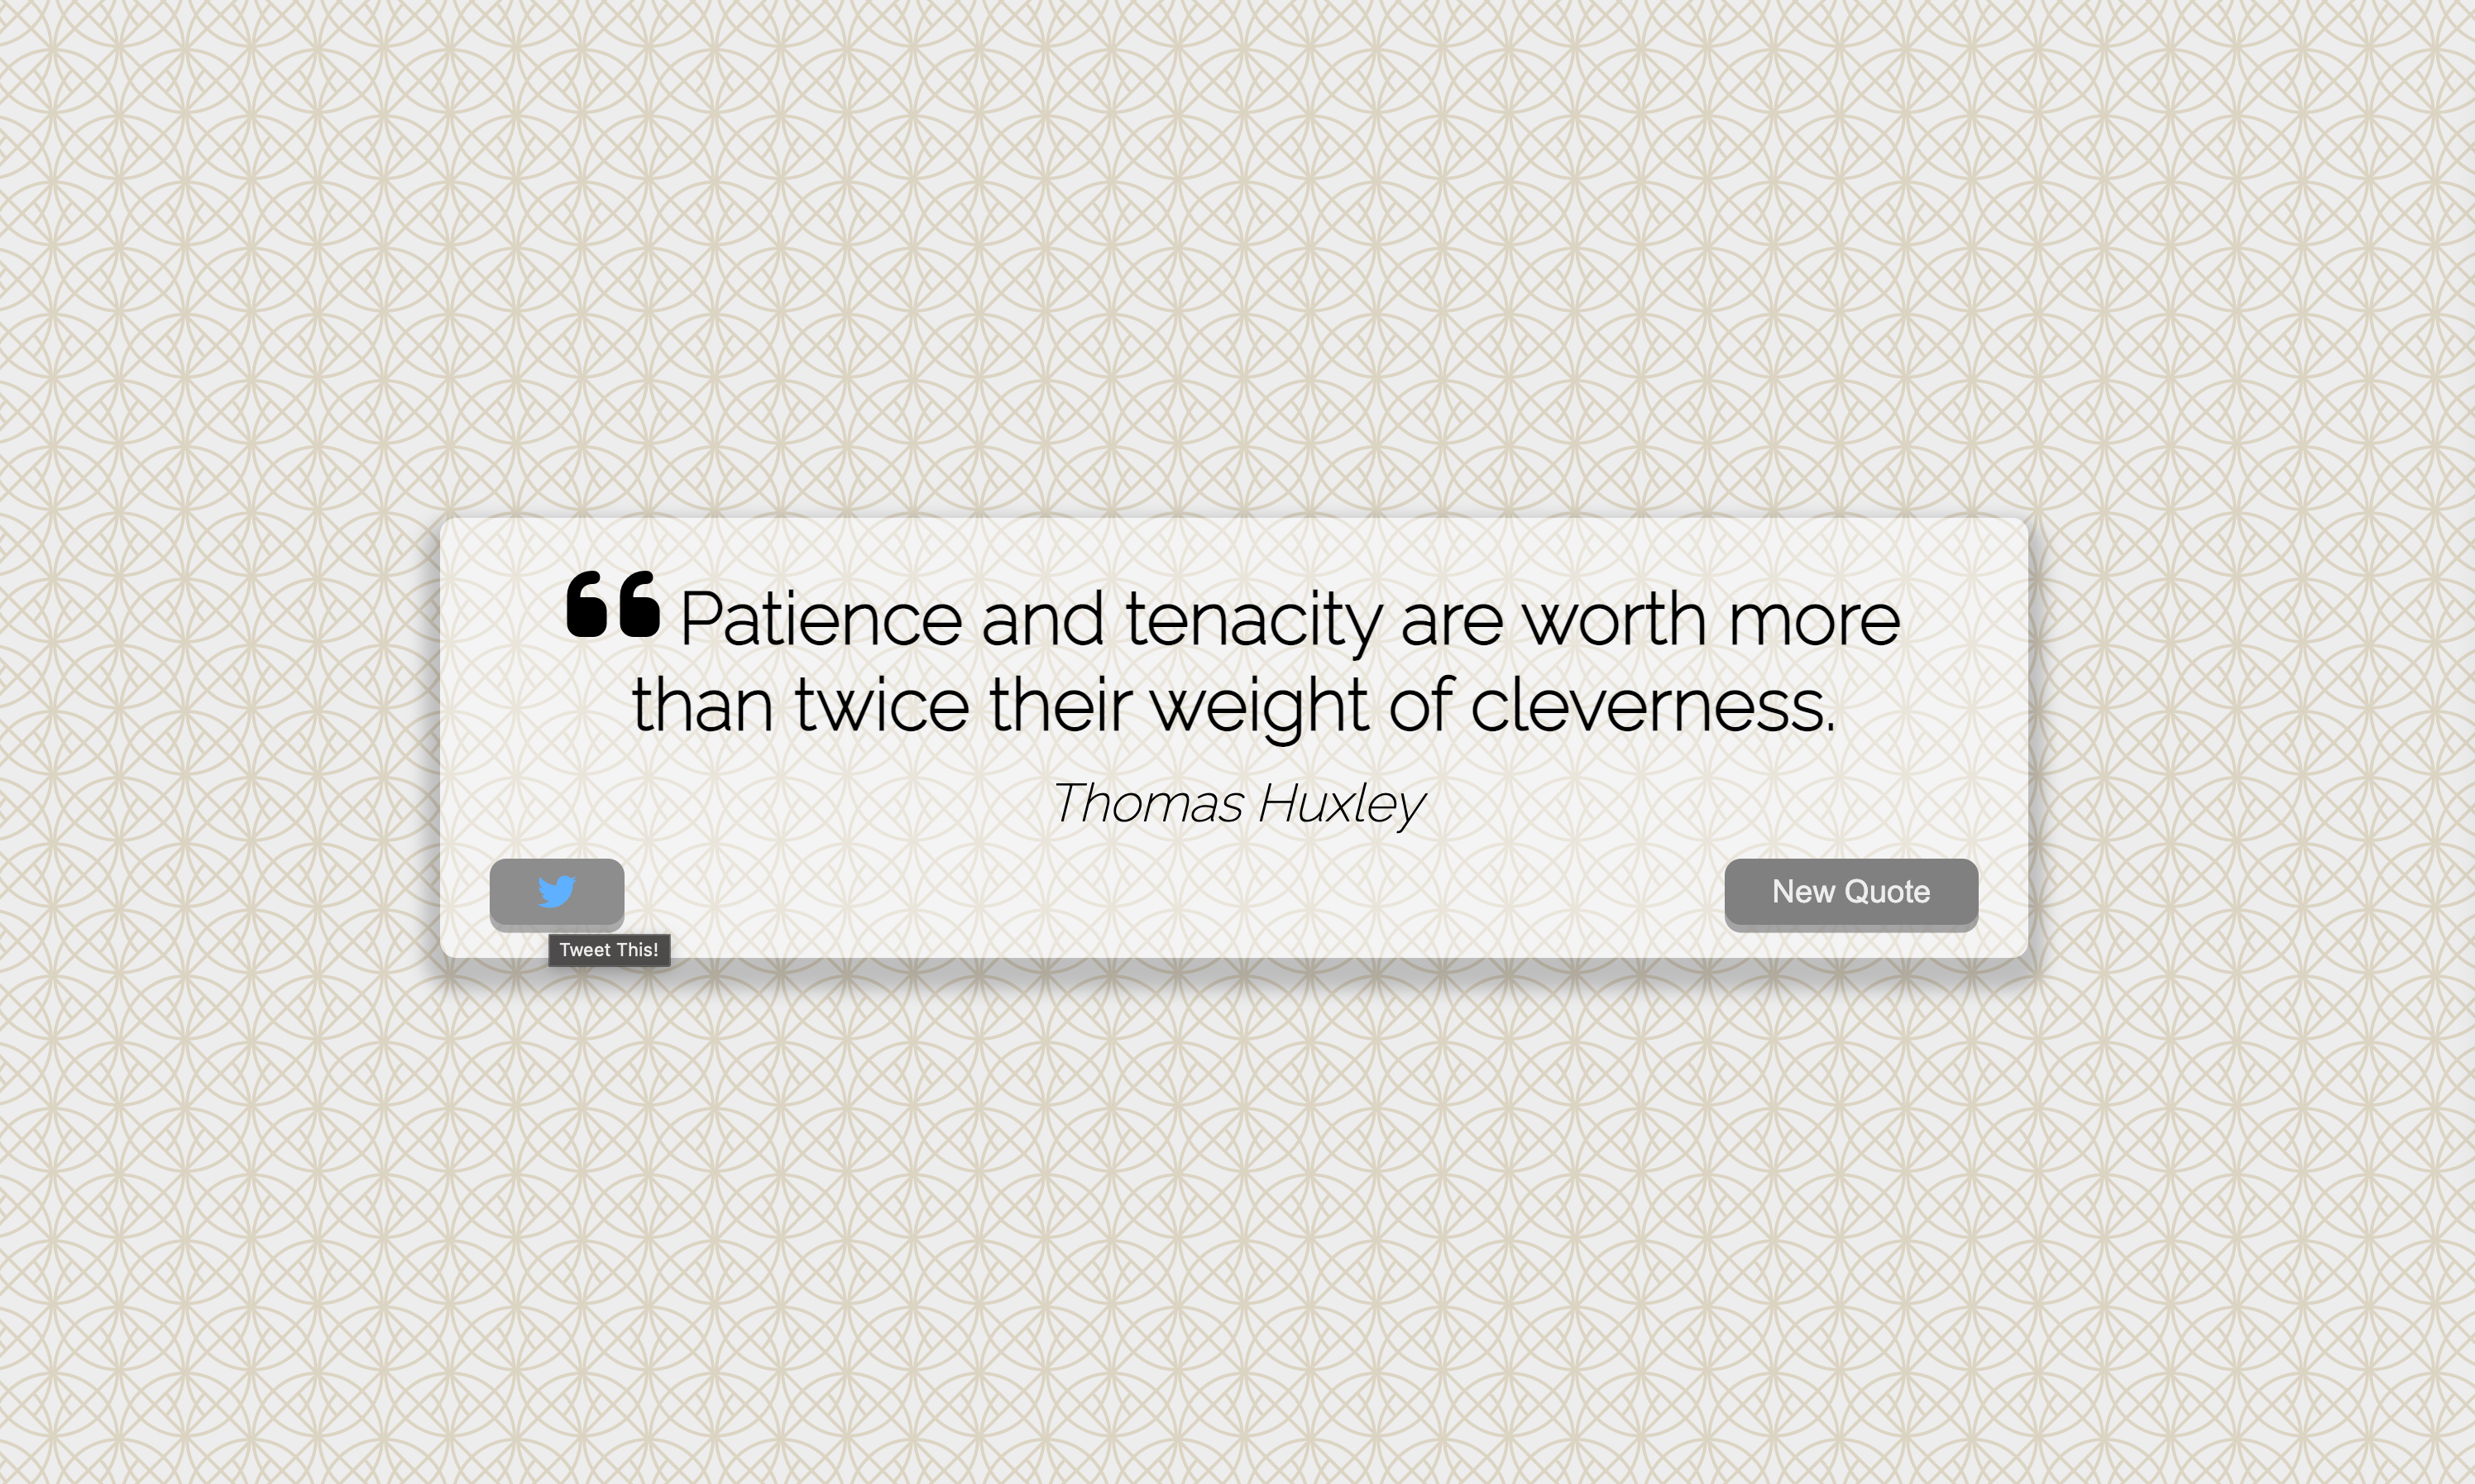 “ Patience and tenacity are worth more
than twice their weight of cleverness.
Thomas Huxley
New Quote
Tweet This!